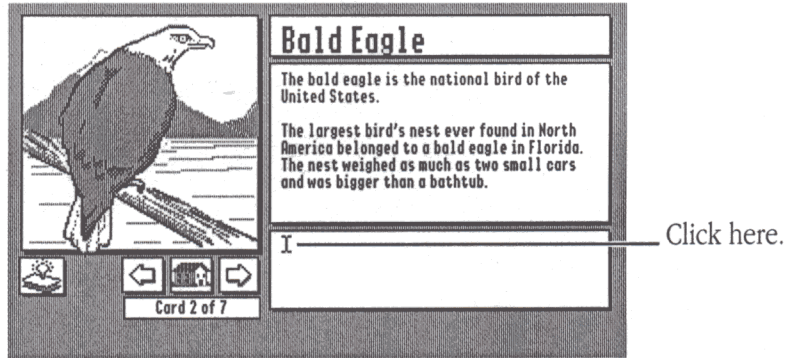 Bald Eagle
The bald eagle is the national bird of the
United States.
The largest bird's nest ever found in North
America belonged to a bald eagle in Florida.
The nest weighed as much as two small cars
and was bigger than a bathtub.
Click here.
Card 2 of 7